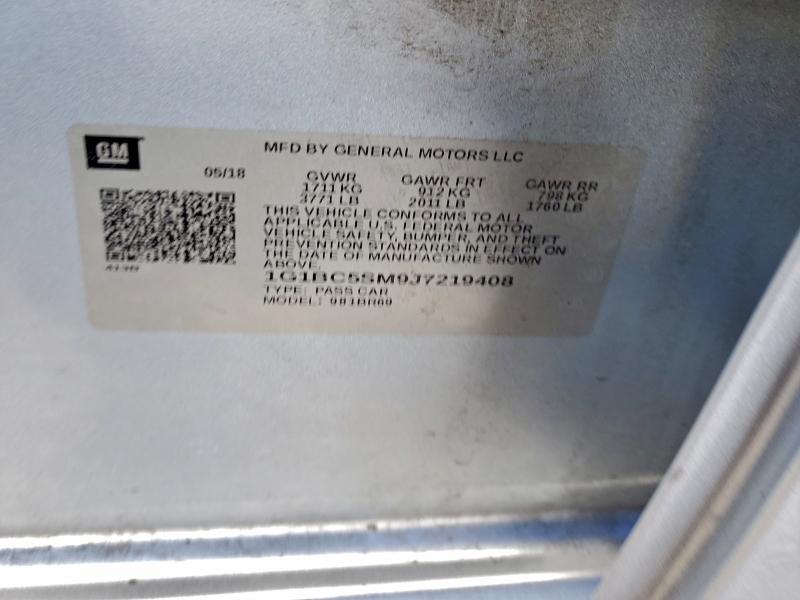 GM
MFD BY GENERAL MOTORS LLC
05/18
GVWR GAWR FRT GAWR RR
1711 KG 912 KG 798 KG
3771 LB 2011 LB 1760 LB
THIS VEHICLE CONFORMS TO ALL
APPLICABLE U.S. FEDERAL MOTOR
VEHICLE SAFETY, BUMPER, AND THEFT
PREVENTION STANDARDS IN EFFECT ON
THE DATE OF MANUFACTURE SHOWN
ABOVE.
1G1BC5SM9J7219408
TYPE: PASS CAR
MODEL: 981BR69